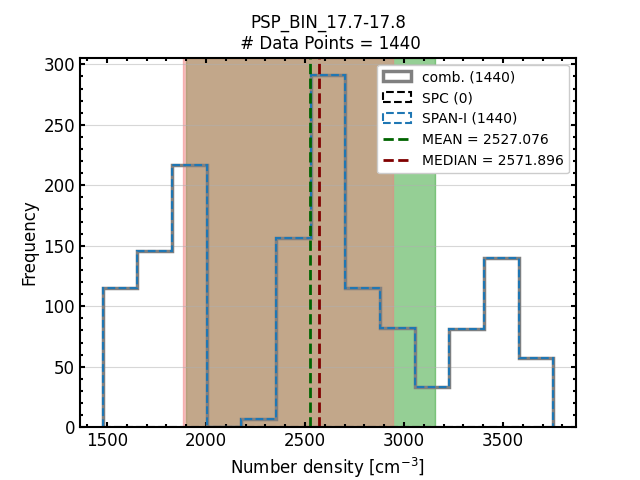 PSP_BIN_17.7-17.8
# Data Points = 1440
comb. (1440)
SPC (0)
SPAN-I (1440)
MEAN = 2527.076
MEDIAN = 2571.896
Frequency
300
250
200
150
100
50
0
1500 2000 2500 3000 3500
Number density [cm⁻³]